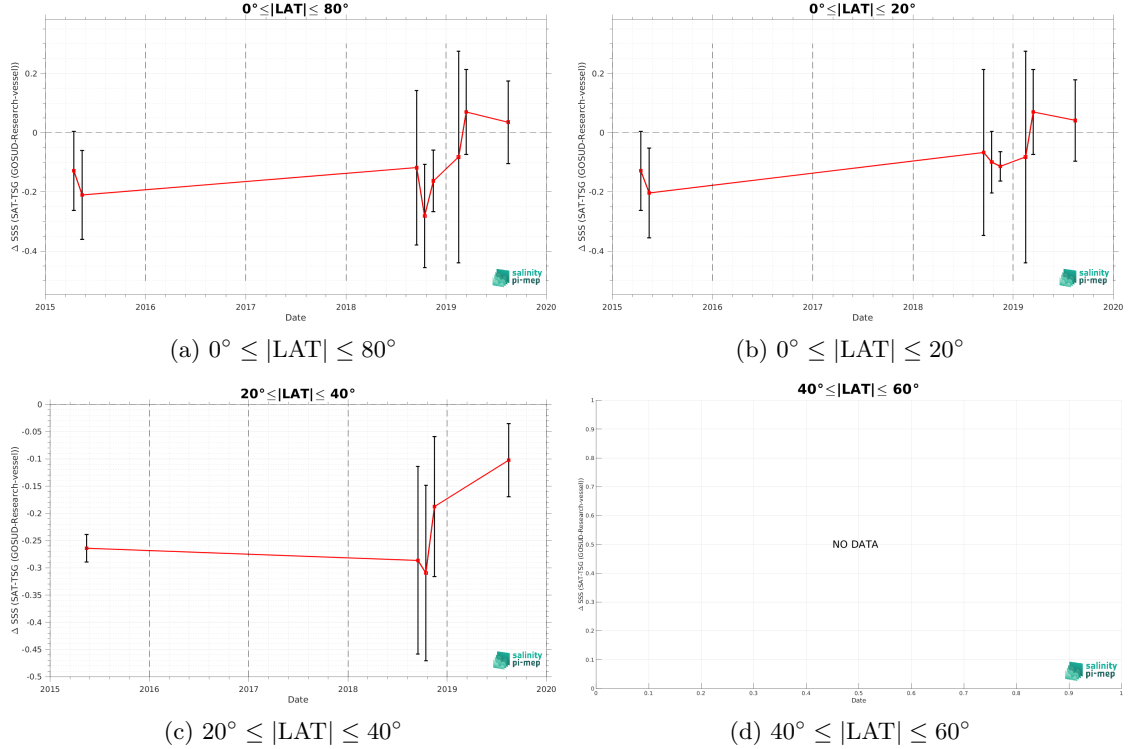 0°≤|LAT|≤ 80°
Δ SSS (SAT-TSG (GOSUD-Research-vessel))
0.2
0
-0.2
-0.4
2015 2016 2017 2018 2019 2020
Date
salinity
pi-mep
(a) 0° ≤ |LAT| ≤ 80°
0°≤|LAT|≤ 20°
Δ SSS (SAT-TSG (GOSUD-Research-vessel))
0.2
0
-0.2
-0.4
2015 2016 2017 2018 2019 2020
Date
salinity
pi-mep
(b) 0° ≤ |LAT| ≤ 20°
20°≤|LAT|≤ 40°
Δ SSS (SAT-TSG (GOSUD-Research-vessel))
0
-0.05
-0.1
-0.15
-0.2
-0.25
-0.3
-0.35
-0.4
-0.45
-0.5
2015 2016 2017 2018 2019 2020
Date
salinity
pi-mep
(c) 20° ≤ |LAT| ≤ 40°
40°≤|LAT|≤ 60°
Δ SSS (SAT-TSG (GOSUD-Research-vessel))
1
0.9
0.8
0.7
0.6
0.5
0.4
0.3
0.2
0.1
0
NO DATA
0 0.1 0.2 0.3 0.4 0.5 0.6 0.7 0.8 0.9 1
Date
salinity
pi-mep
(d) 40° ≤ |LAT| ≤ 60°